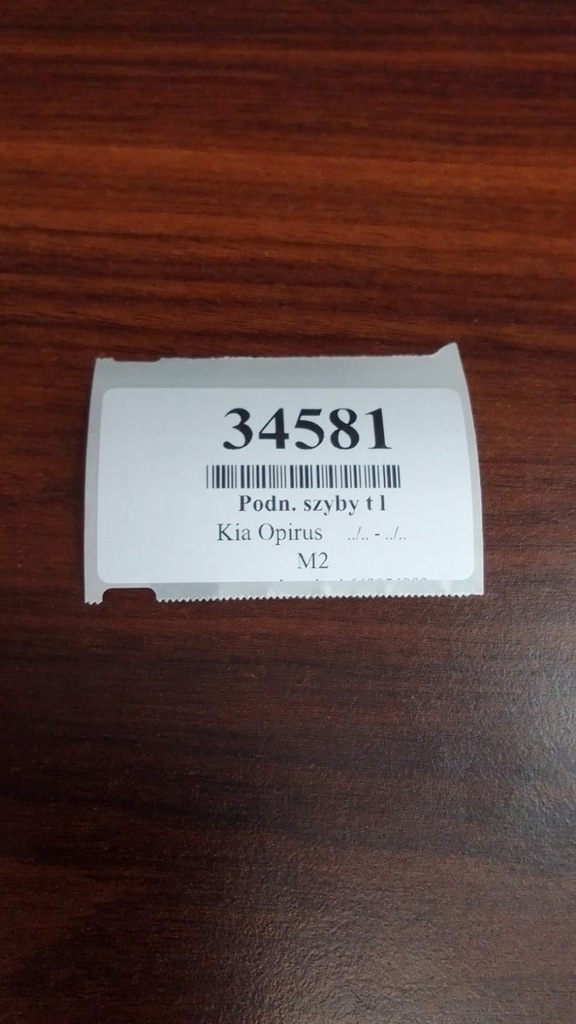 34581
Podn. szyby t l
Kia Opirus ../.. - ../..
M2